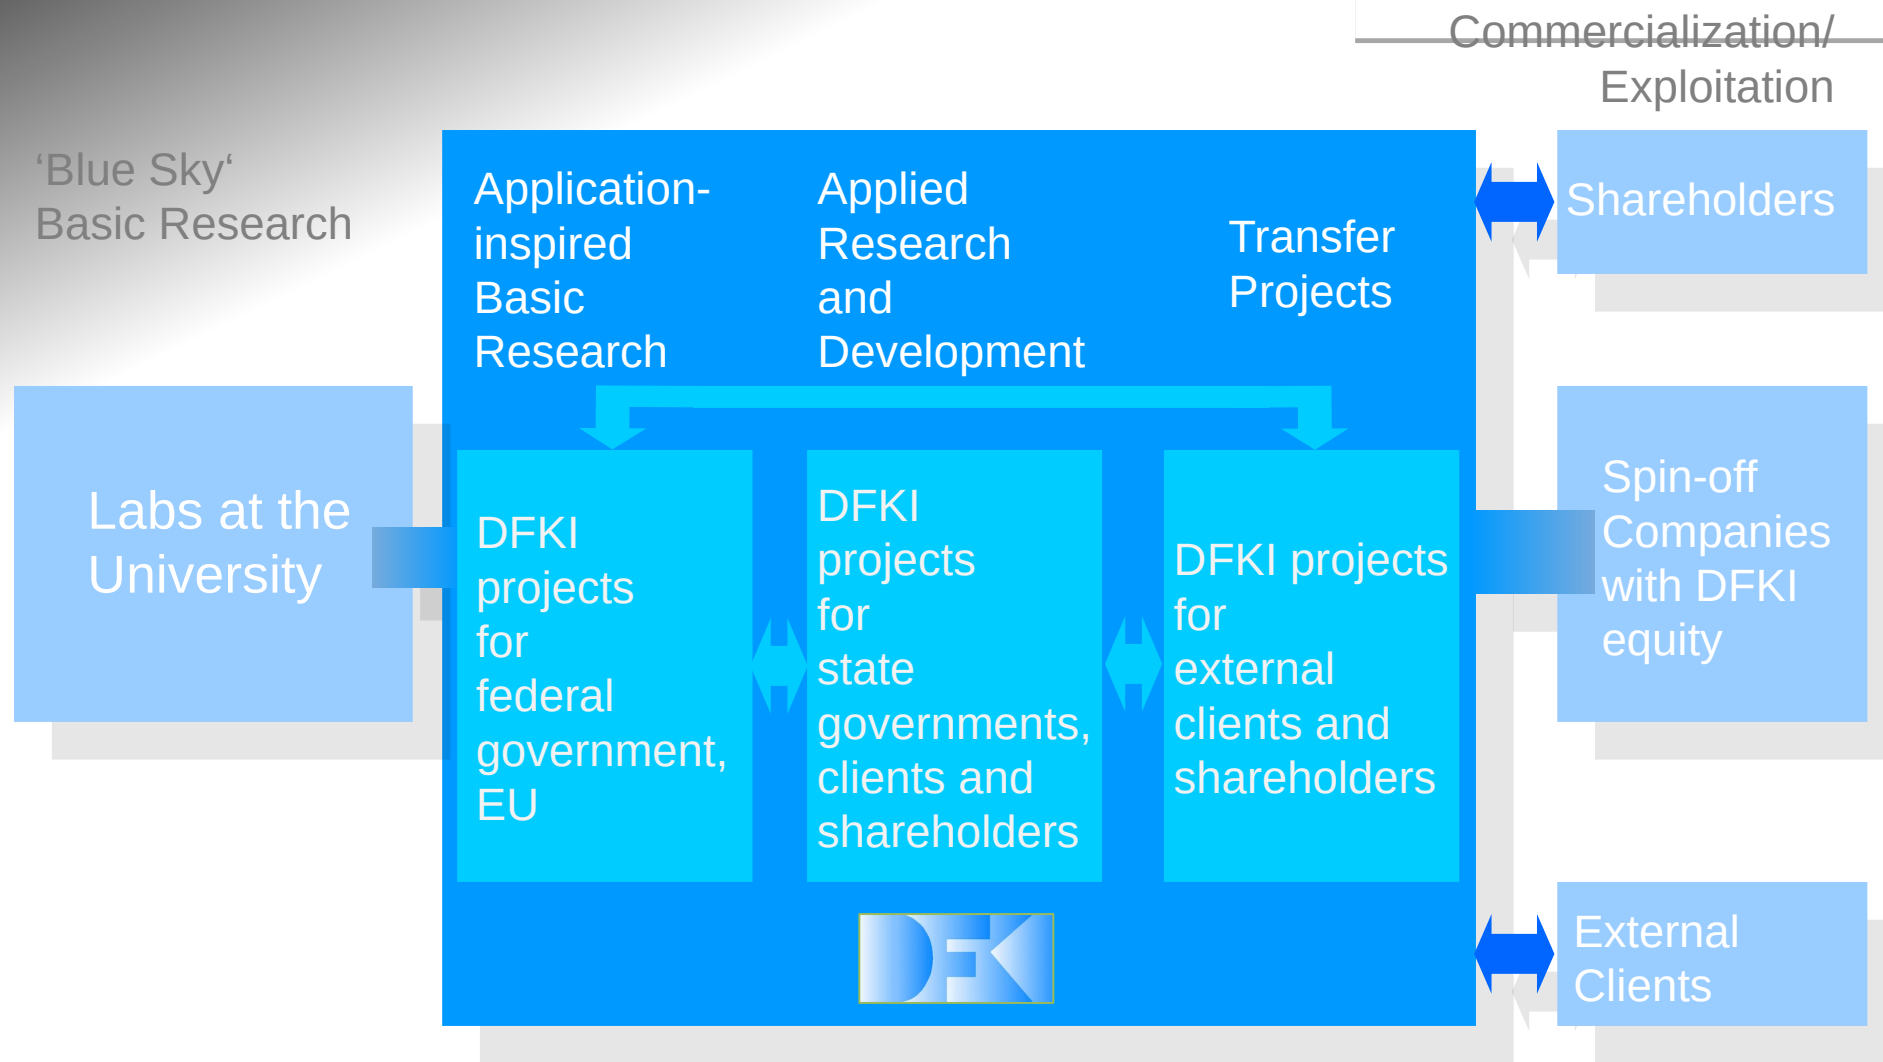 Commercialization/
Exploitation
‘Blue Sky‘
Basic Research
Application-
inspired
Basic
Research
Applied
Research
and
Development
Transfer
Projects
Shareholders
Labs at the
University
DFKI
projects
for
federal
government,
EU
DFKI
projects
for
state
governments,
clients and
shareholders
DFKI projects
for
external
clients and
shareholders
Spin-off
Companies
with DFKI
equity
External
Clients
DFK